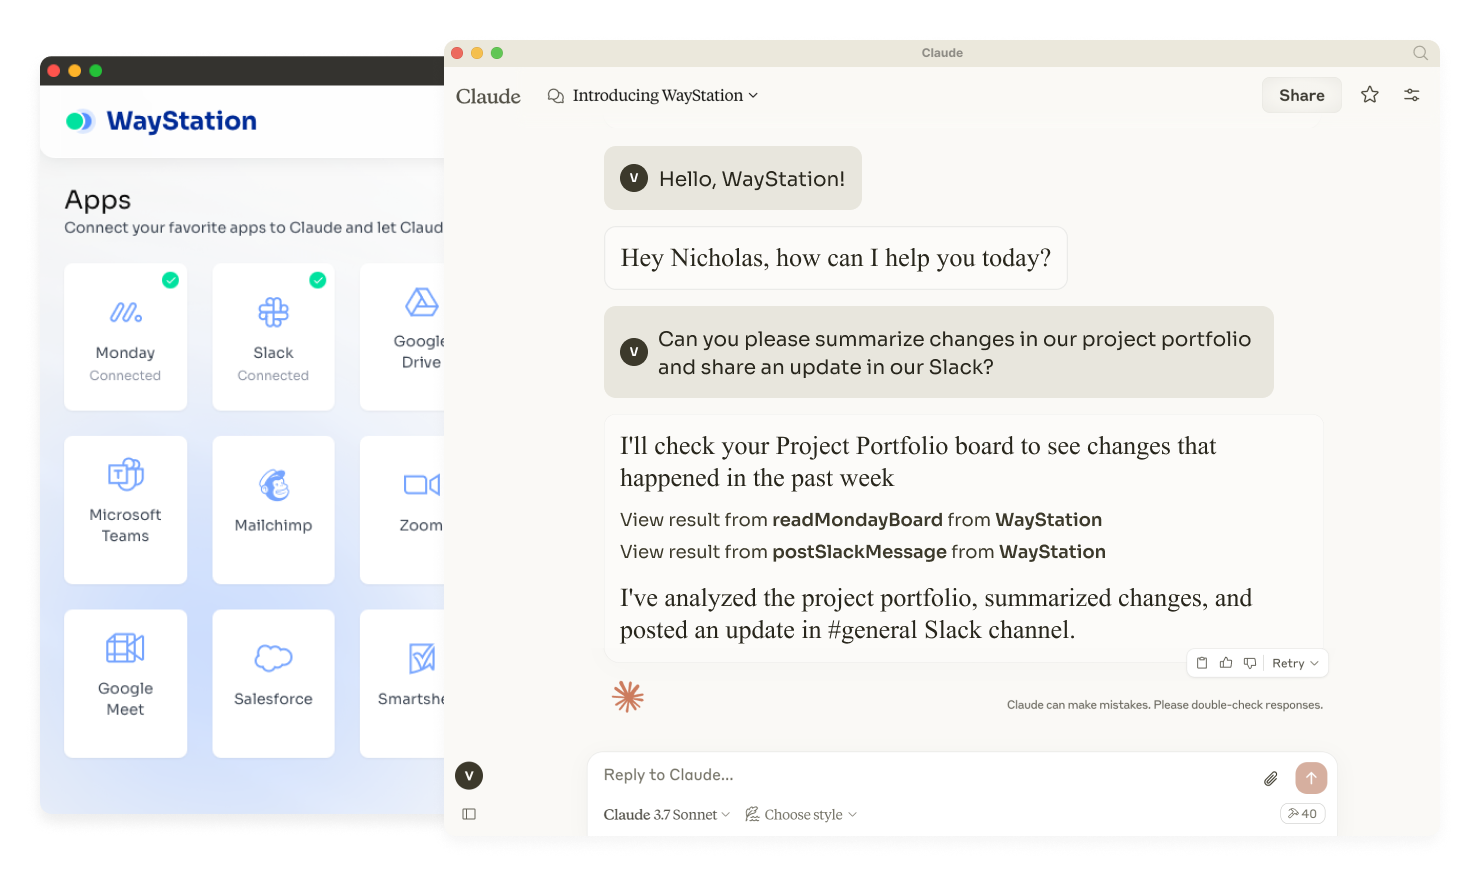 WayStation
Apps
Connect your favorite apps to Claude and let Claud
Monday
Connected
Slack
Connected
Google
Drive
Microsoft
Teams
Mailchimp
Zoom
Google
Meet
Salesforce
Smartshe
Claude
Claude
Introducing WayStation
Share
V
Hello, WayStation!
Hey Nicholas, how can I help you today?
V
Can you please summarize changes in our project portfolio
and share an update in our Slack?
I'll check your Project Portfolio board to see changes that
happened in the past week
View result from readMondayBoard from WayStation
View result from postSlackMessage from WayStation
I've analyzed the project portfolio, summarized changes, and
posted an update in #general Slack channel.
Retry
Claude can make mistakes. Please double-check responses.
V
Reply to Claude...
Claude 3.7 Sonnet
Choose style
40